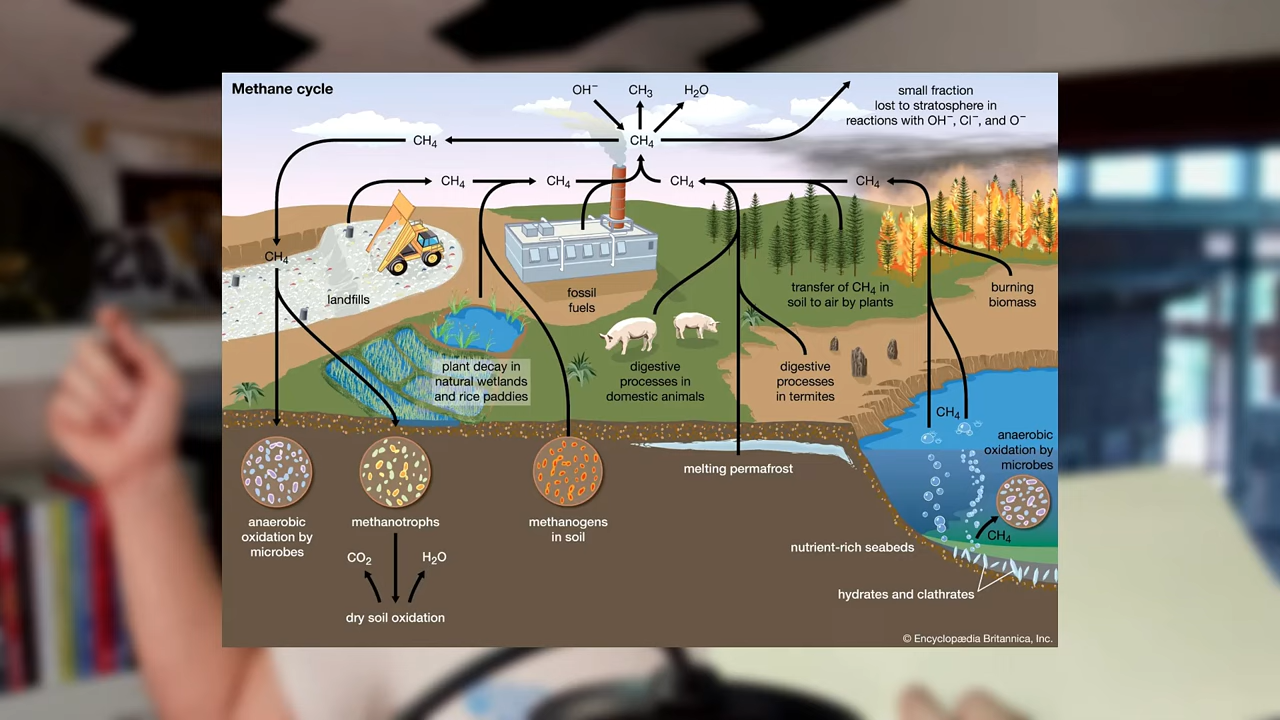 Methane cycle
OH⁻
CH₃
H₂O
small fraction
lost to stratosphere in
reactions with OH⁻, Cl⁻, and O⁻
CH₄
CH₄
CH₄
CH₄
CH₄
CH₄
CH₄
landfills
fossil
fuels
transfer of CH₄ in
soil to air by plants
burning
biomass
plant decay in
natural wetlands
and rice paddies
digestive
processes in
domestic animals
digestive
processes
in termites
CH₄
anaerobic
oxidation by
microbes
melting permafrost
anaerobic
oxidation by
microbes
methanotrophs
methanogens
in soil
CH₄
nutrient-rich seabeds
CO₂
H₂O
hydrates and clathrates
dry soil oxidation
© Encyclopædia Britannica, Inc.